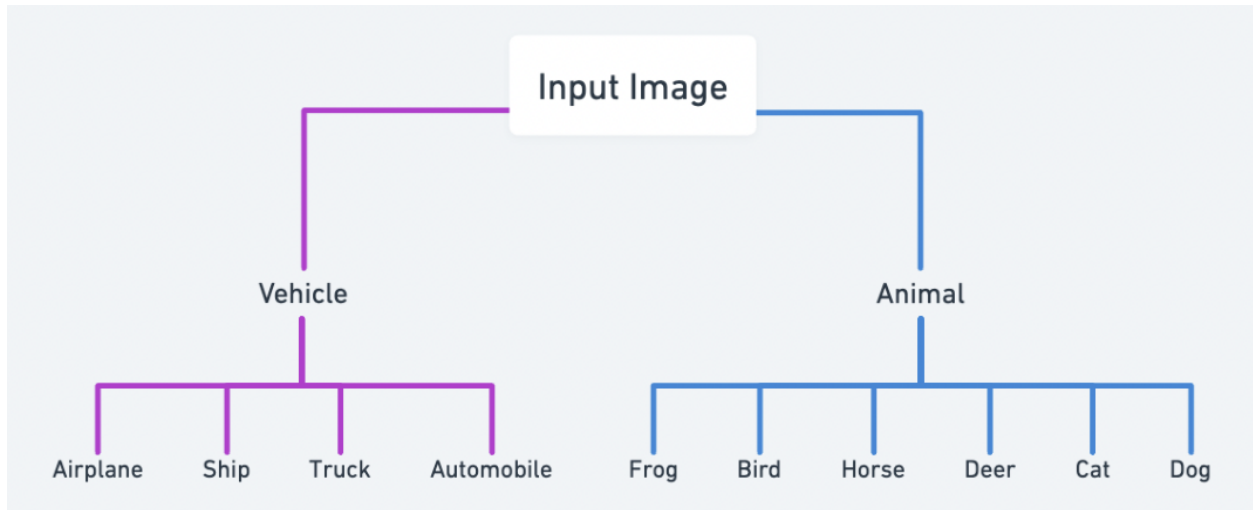 Input Image
Vehicle
Animal
Airplane
Ship
Truck
Automobile
Frog
Bird
Horse
Deer
Cat
Dog